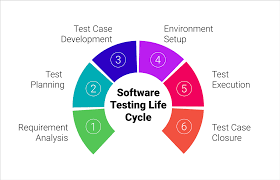 Test Case
Development
Environment
Setup
3
4
Test
Planning
2
Software
Testing Life
Cycle
5
Test
Execution
Requirement
Analysis
1
6
Test Case
Closure